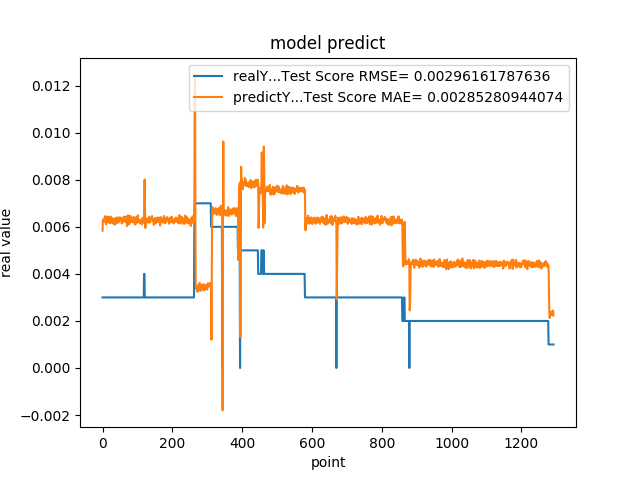 model predict
realY...Test Score RMSE= 0.00296161787636
predictY...Test Score MAE= 0.00285280944074
real value
0.012
0.010
0.008
0.006
0.004
0.002
0.000
−0.002
0 200 400 600 800 1000 1200
point